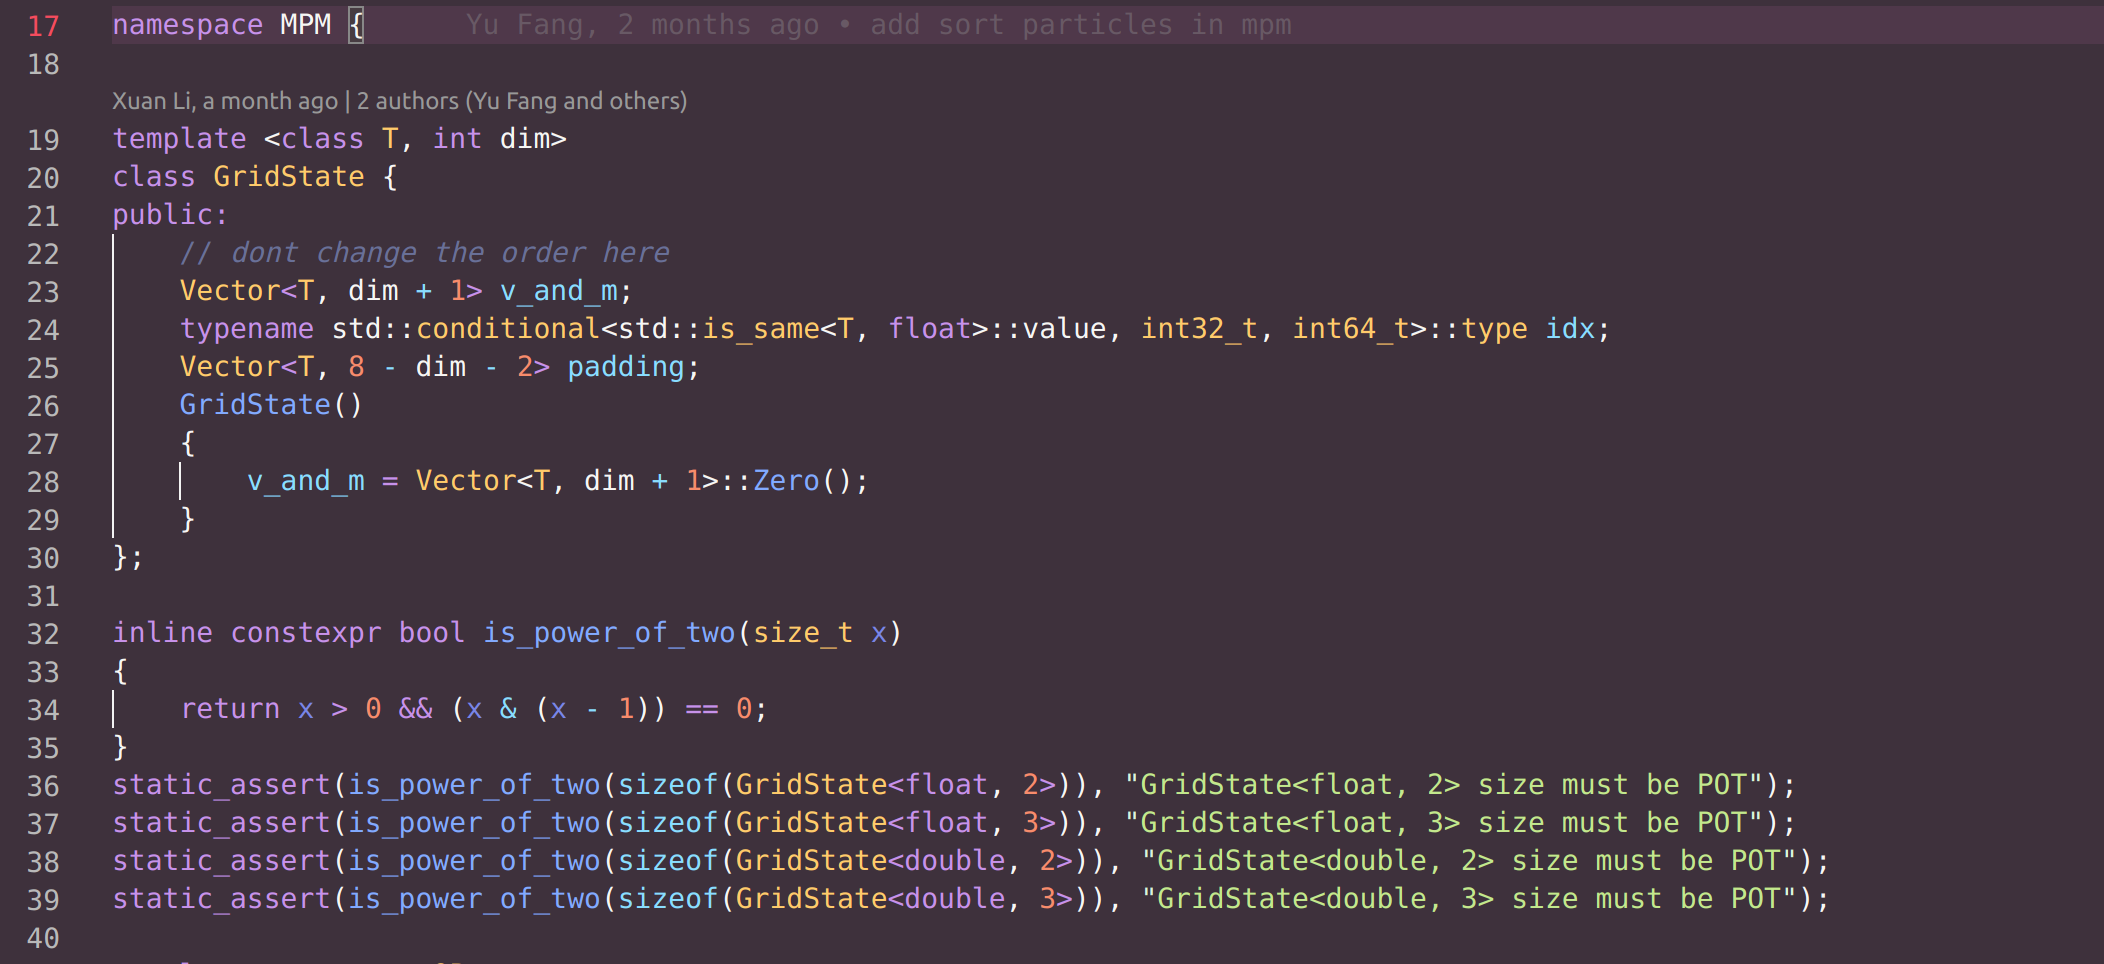 17 namespace MPM { Yu Fang, 2 months ago • add sort particles in mpm
18
Xuan Li, a month ago | 2 authors (Yu Fang and others)
19 template <class T, int dim>
20 class GridState {
21 public:
22 // dont change the order here
23 Vector<T, dim + 1> v_and_m;
24 typename std::conditional<std::is_same<T, float>::value, int32_t, int64_t>::type idx;
25 Vector<T, 8 - dim - 2> padding;
26 GridState()
27 {
28 v_and_m = Vector<T, dim + 1>::Zero();
29 }
30 };
31
32 inline constexpr bool is_power_of_two(size_t x)
33 {
34 return x > 0 && (x & (x - 1)) == 0;
35 }
36 static_assert(is_power_of_two(sizeof(GridState<float, 2>)), "GridState<float, 2> size must be POT");
37 static_assert(is_power_of_two(sizeof(GridState<float, 3>)), "GridState<float, 3> size must be POT");
38 static_assert(is_power_of_two(sizeof(GridState<double, 2>)), "GridState<double, 2> size must be POT");
39 static_assert(is_power_of_two(sizeof(GridState<double, 3>)), "GridState<double, 3> size must be POT");
40